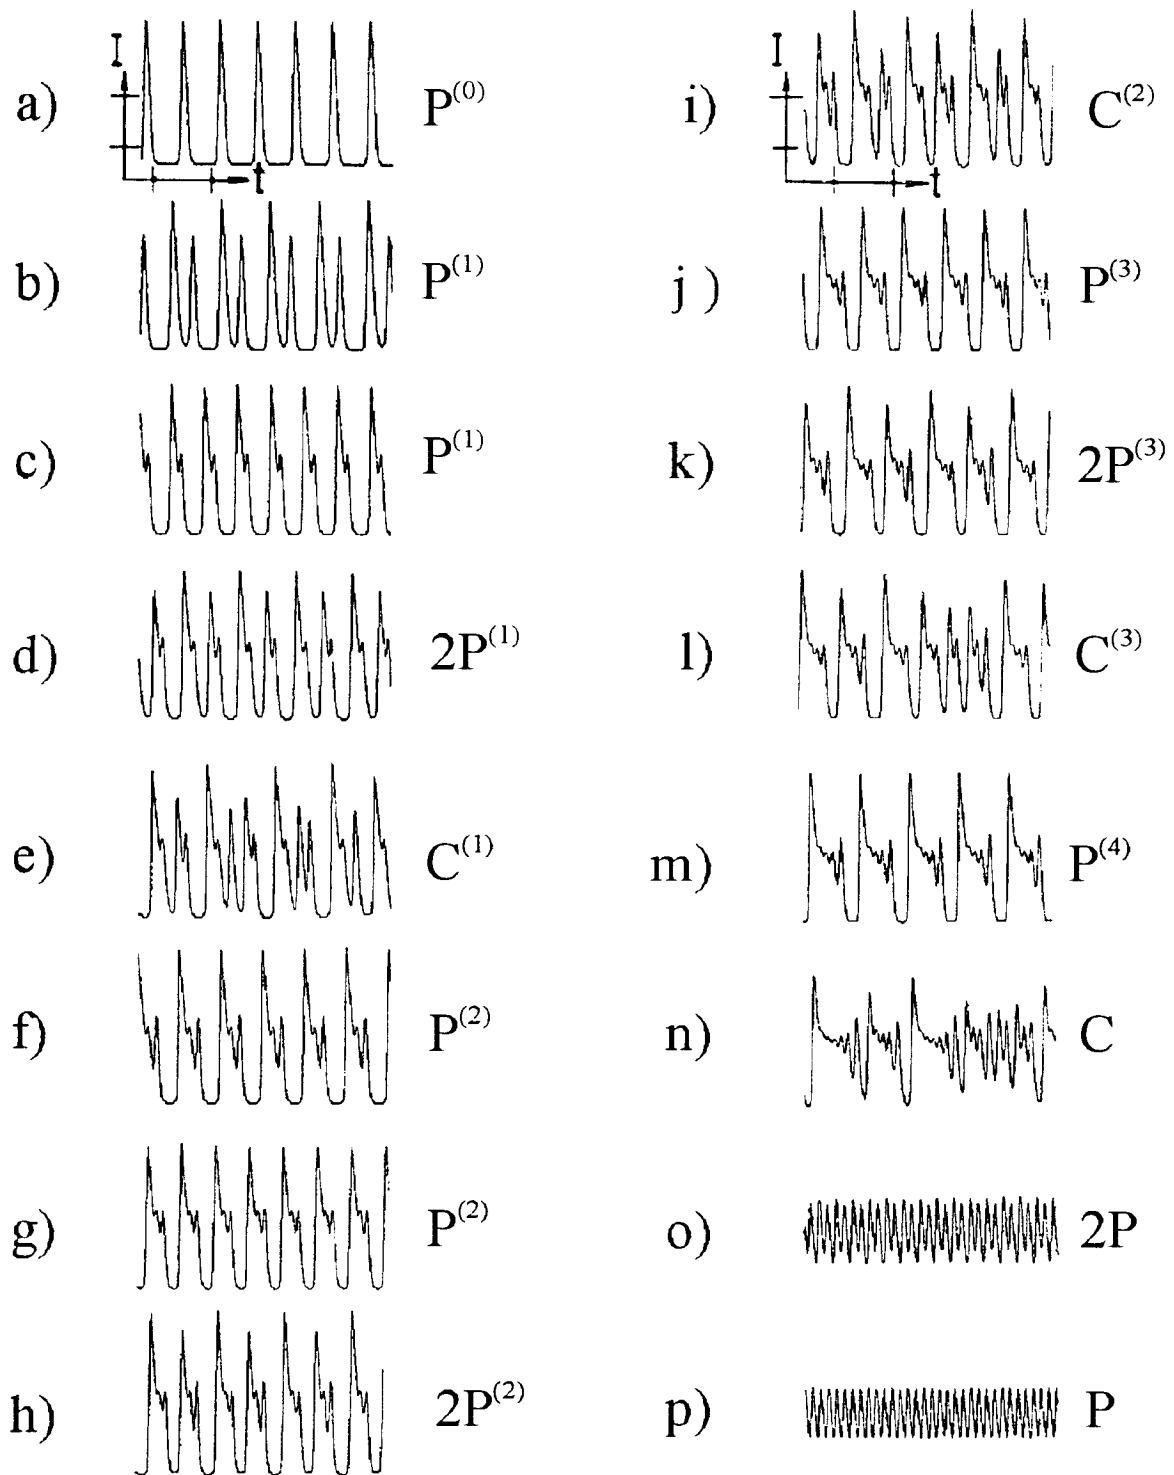 I
a)
P^(0)
t
b)
P^(1)
c)
P^(1)
d)
2P^(1)
e)
C^(1)
f)
P^(2)
g)
P^(2)
h)
2P^(2)
I
i)
C^(2)
t
j )
P^(3)
k)
2P^(3)
l)
C^(3)
m)
P^(4)
n)
C
o)
2P
p)
P